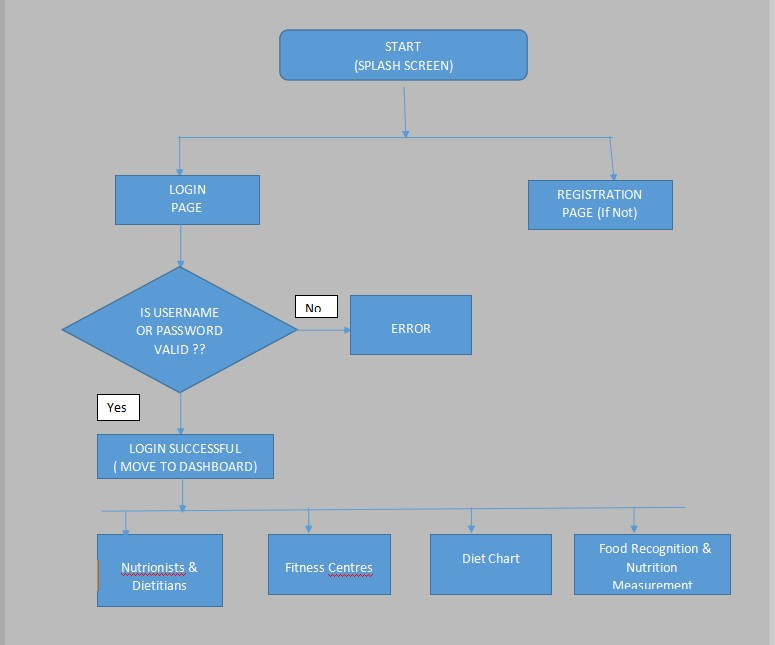 START
(SPLASH SCREEN)
LOGIN
PAGE
REGISTRATION
PAGE (If Not)
IS USERNAME
OR PASSWORD
VALID ??
No
ERROR
Yes
LOGIN SUCCESSFUL
( MOVE TO DASHBOARD)
Nutrionists &
Dietitians
Fitness Centres
Diet Chart
Food Recognition &
Nutrition
Measurement